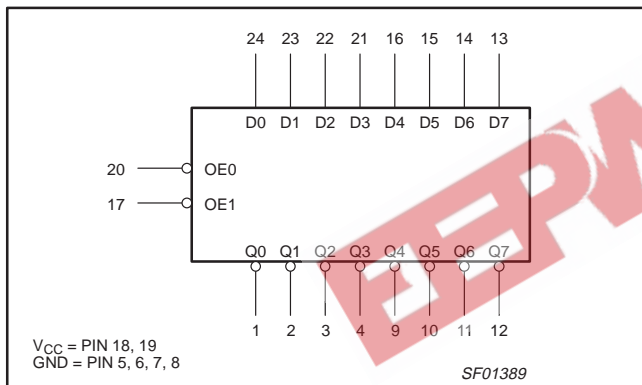 24 23 22 21 16 15 14 13
D0 D1 D2 D3 D4 D5 D6 D7
20 OE0
17 OE1
Q0 Q1 Q2 Q3 Q4 Q5 Q6 Q7
1 2 3 4 9 10 11 12
VCC = PIN 18, 19
GND = PIN 5, 6, 7, 8
SF01389
EEPW